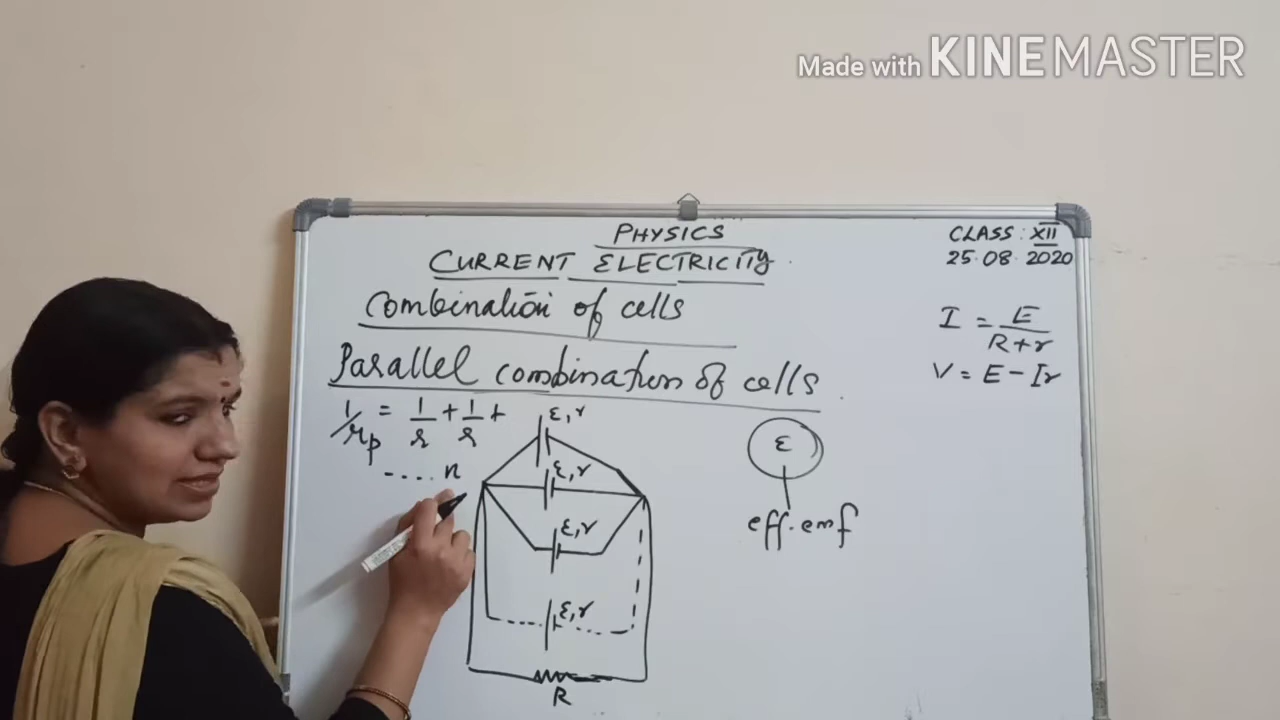 Made with KINEMASTER
PHYSICS
CURRENT ELECTRICITY
CLASS : XII
25.08.2020
Combination of cells
I = E/R+r
V = E - Ir
Parallel combination of cells
1/rp = 1/r + 1/r +
.... n
ε, r
ε, r
ε, r
ε, r
R
ε
eff. emf